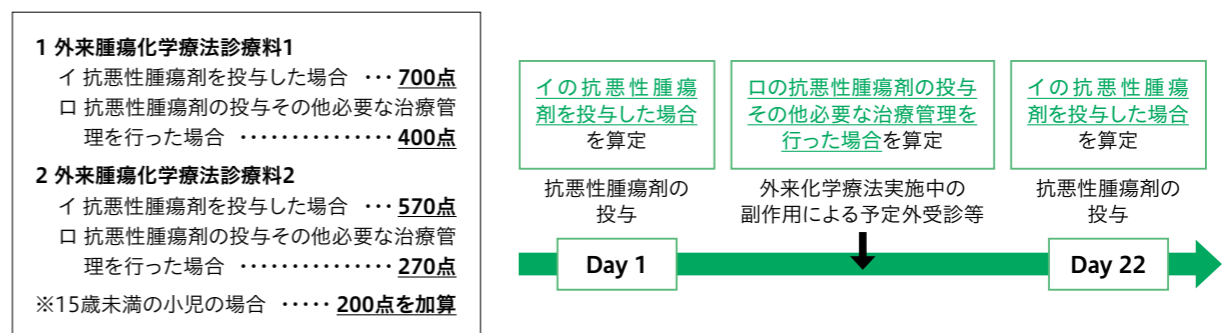 1 外来腫瘍化学療法診療料1
イ 抗悪性腫瘍剤を投与した場合 ･･･ 700点
ロ 抗悪性腫瘍剤の投与その他必要な治療管
理を行った場合 ･･･････････････ 400点
2 外来腫瘍化学療法診療料2
イ 抗悪性腫瘍剤を投与した場合 ･･･ 570点
ロ 抗悪性腫瘍剤の投与その他必要な治療管
理を行った場合 ･･･････････････ 270点
※15歳未満の小児の場合 ･････ 200点を加算
イの抗悪性腫瘍
剤を投与した場合
を算定
抗悪性腫瘍剤の
投与
Day 1
ロの抗悪性腫瘍剤の投与
その他必要な治療管理を
行った場合を算定
外来化学療法実施中の
副作用による予定外受診等
イの抗悪性腫瘍
剤を投与した場合
を算定
抗悪性腫瘍剤の
投与
Day 22